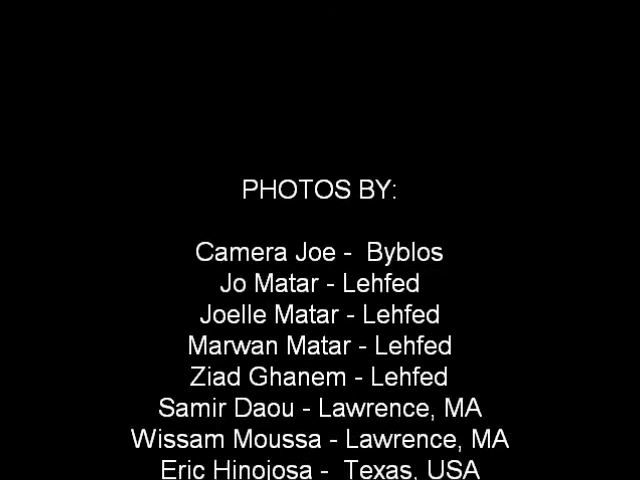 PHOTOS BY:
Camera Joe -  Byblos
Jo Matar - Lehfed
Joelle Matar - Lehfed
Marwan Matar - Lehfed
Ziad Ghanem - Lehfed
Samir Daou - Lawrence, MA
Wissam Moussa - Lawrence, MA
Eric Hinojosa -  Texas, USA